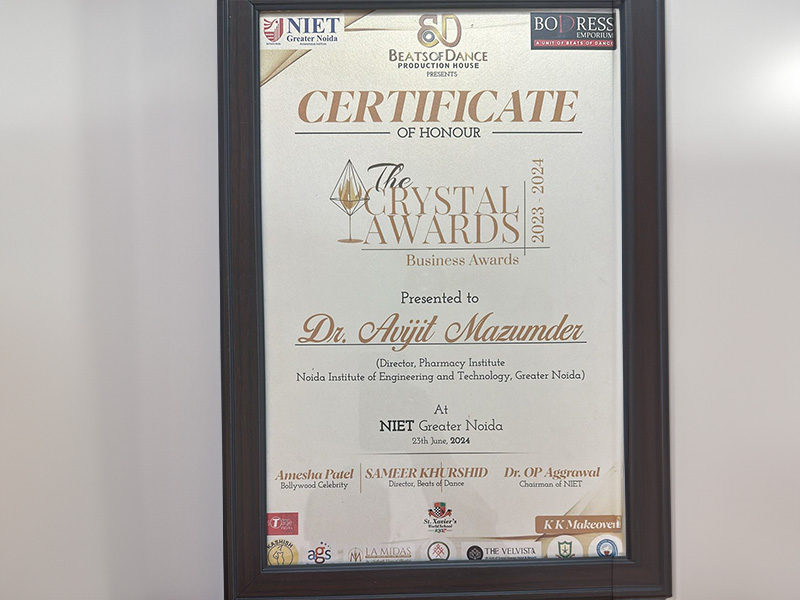 NIET
Greater Noida
BEATS OF DANCE
PRODUCTION HOUSE
PRESENTS
BODRESS
EMPORIUM
A UNIT OF BEATS OF DANCE
CERTIFICATE
OF HONOUR
The
CRYSTAL
AWARDS
2023 - 2024
Business Awards
Presented to
Dr. Avijit Mazumder
(Director, Pharmacy Institute
Noida Institute of Engineering and Technology, Greater Noida)
At
NIET Greater Noida
23th June, 2024
Amesha Patel
Bollywood Celebrity
SAMEER KHURSHID
Director, Beats of Dance
Dr. OP Aggrawal
Chairman of NIET
St. Xavier's
World School
K K Makeover
KASHISH
ags
LA MIDAS
THE VELVISTA